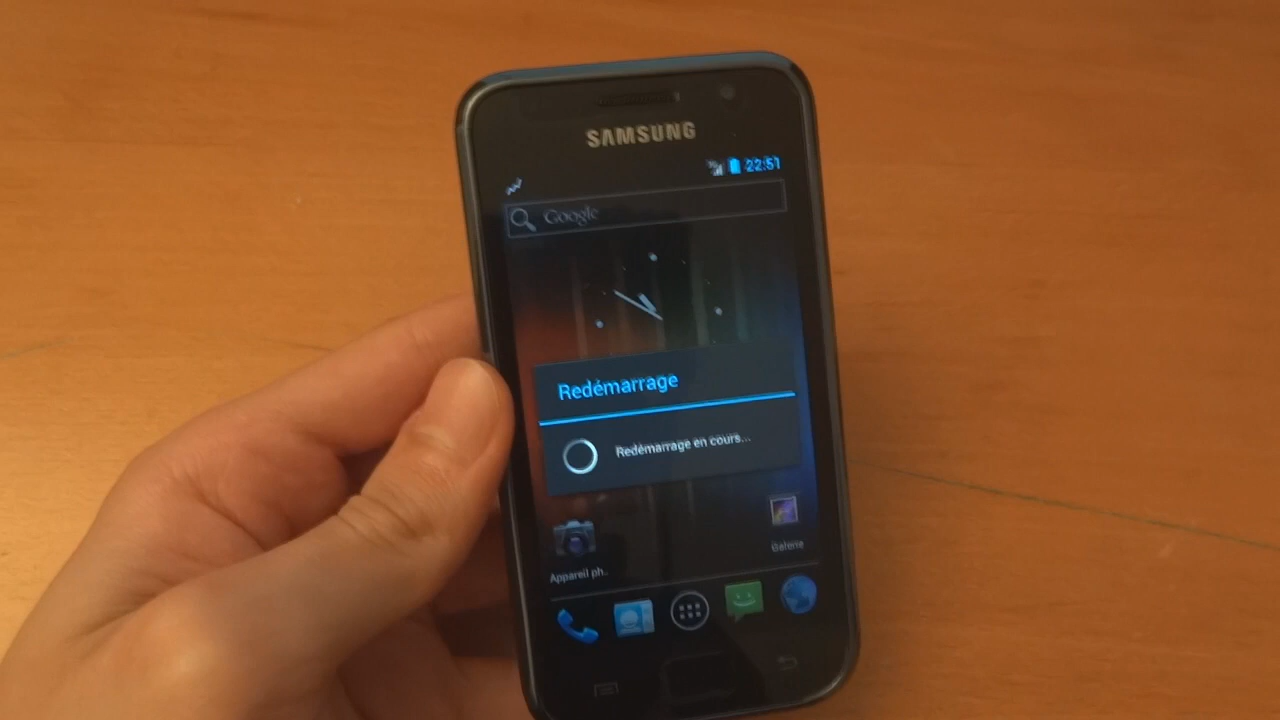 SAMSUNG
22:51
Google
Redémarrage
Redémarrage en cours...
Galerie
Appareil ph..